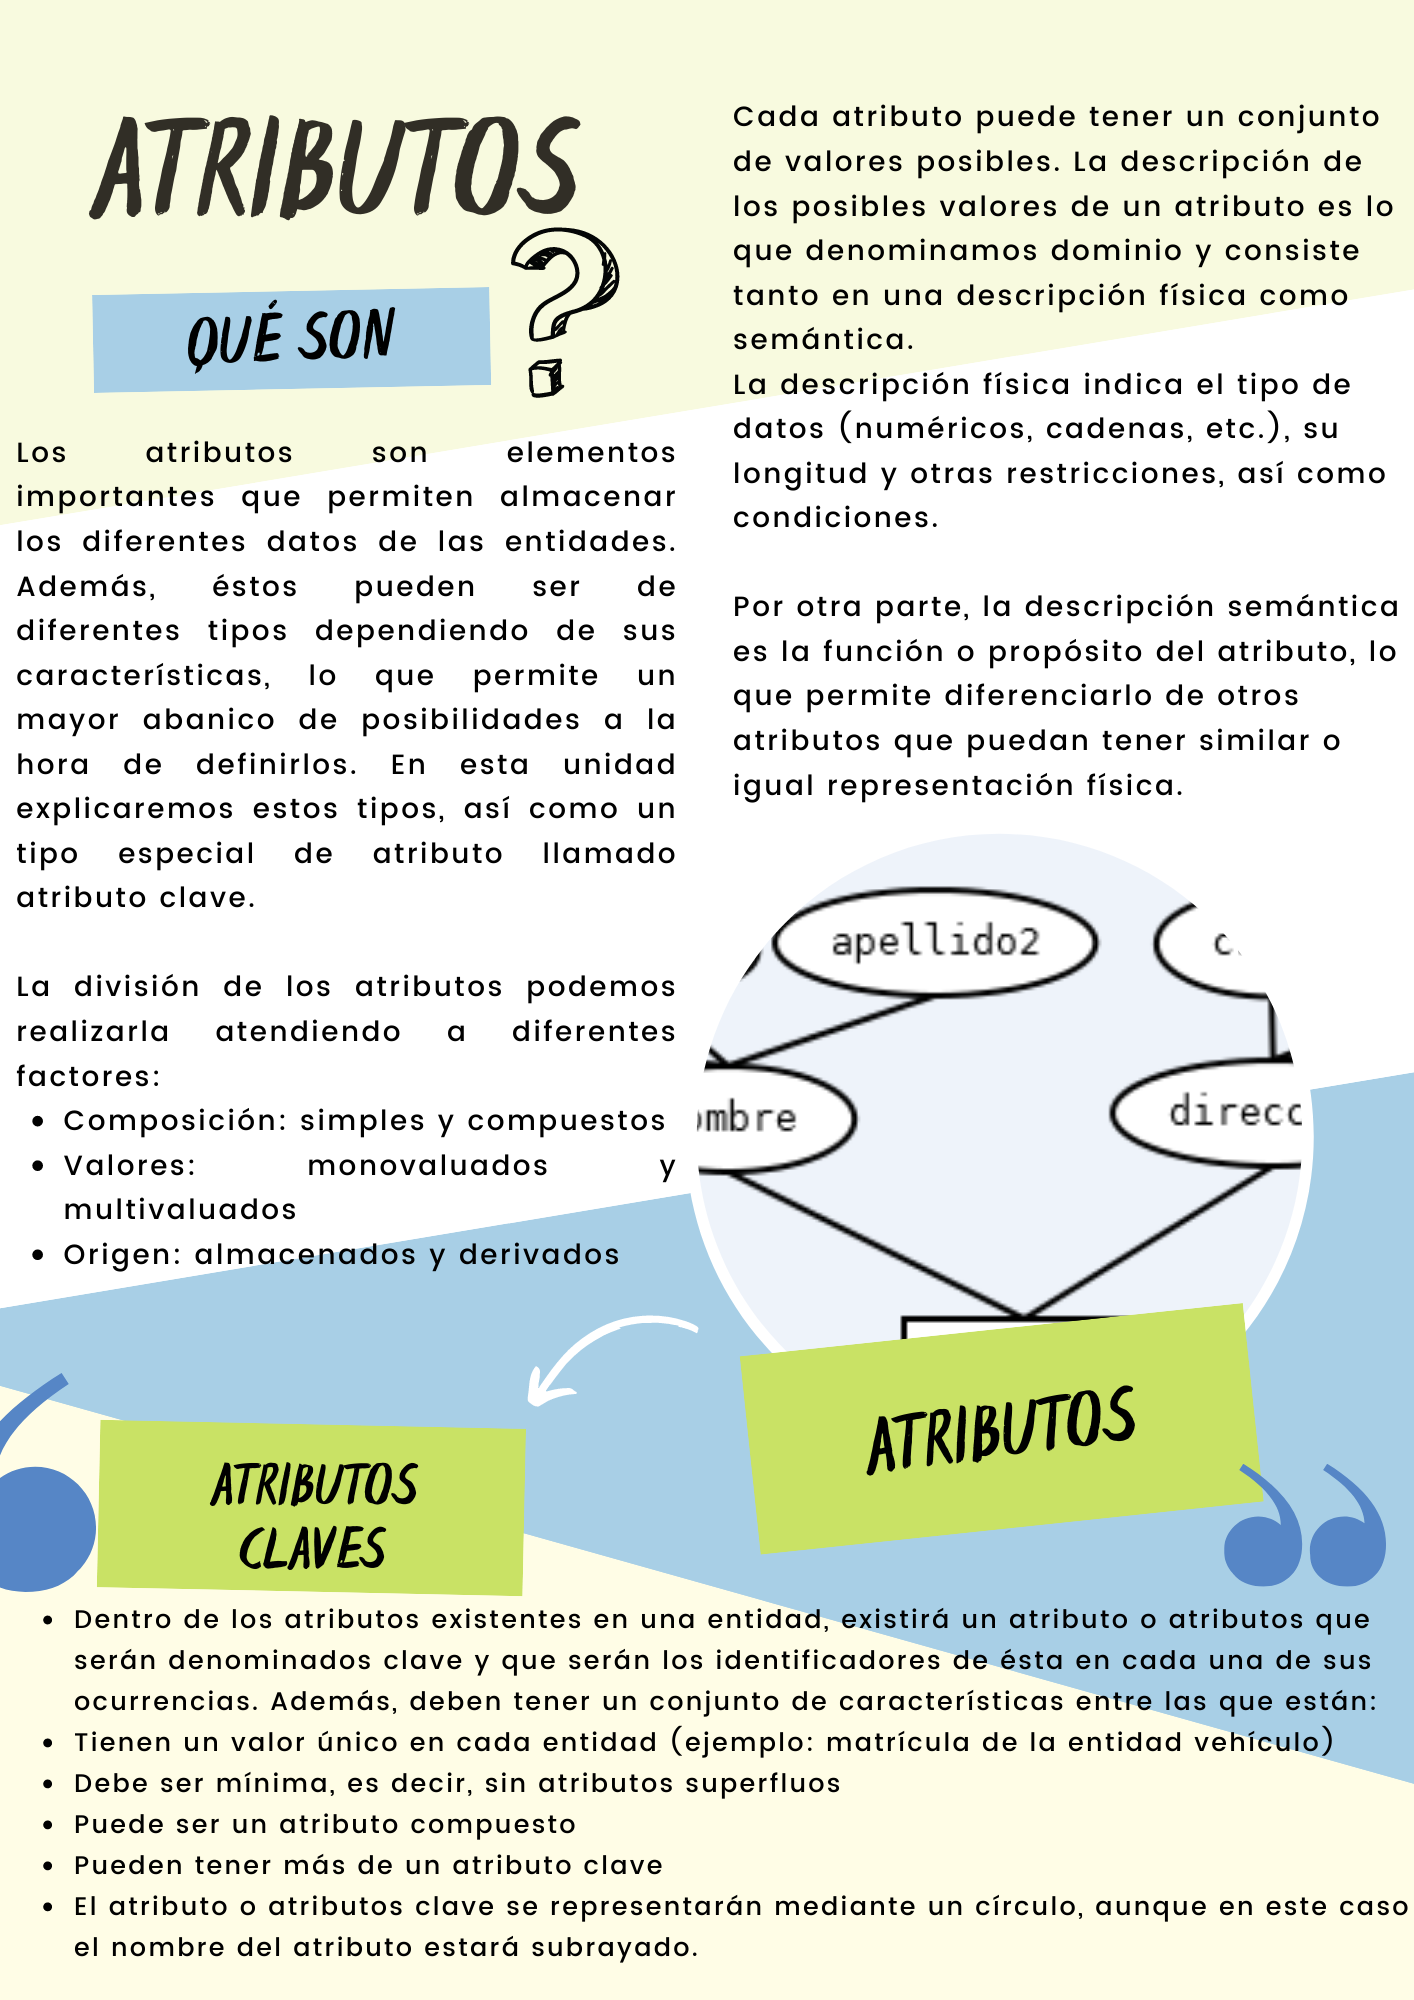 ATRIBUTOS
QUÉ SON
?
Los atributos son elementos
importantes que permiten almacenar
los diferentes datos de las entidades.
Además, éstos pueden ser de
diferentes tipos dependiendo de sus
características, lo que permite un
mayor abanico de posibilidades a la
hora de definirlos. En esta unidad
explicaremos estos tipos, así como un
tipo especial de atributo llamado
atributo clave.
La división de los atributos podemos
realizarla atendiendo a diferentes
factores:
• Composición: simples y compuestos
• Valores: monovaluados y
multivaluados
• Origen: almacenados y derivados
Cada atributo puede tener un conjunto
de valores posibles. La descripción de
los posibles valores de un atributo es lo
que denominamos dominio y consiste
tanto en una descripción física como
semántica.
La descripción física indica el tipo de
datos (numéricos, cadenas, etc.), su
longitud y otras restricciones, así como
condiciones.
Por otra parte, la descripción semántica
es la función o propósito del atributo, lo
que permite diferenciarlo de otros
atributos que puedan tener similar o
igual representación física.
apellido2
ombre
direcc
ATRIBUTOS
ATRIBUTOS
CLAVES
• Dentro de los atributos existentes en una entidad, existirá un atributo o atributos que
serán denominados clave y que serán los identificadores de ésta en cada una de sus
ocurrencias. Además, deben tener un conjunto de características entre las que están:
• Tienen un valor único en cada entidad (ejemplo: matrícula de la entidad vehículo)
• Debe ser mínima, es decir, sin atributos superfluos
• Puede ser un atributo compuesto
• Pueden tener más de un atributo clave
• El atributo o atributos clave se representarán mediante un círculo, aunque en este caso
el nombre del atributo estará subrayado.